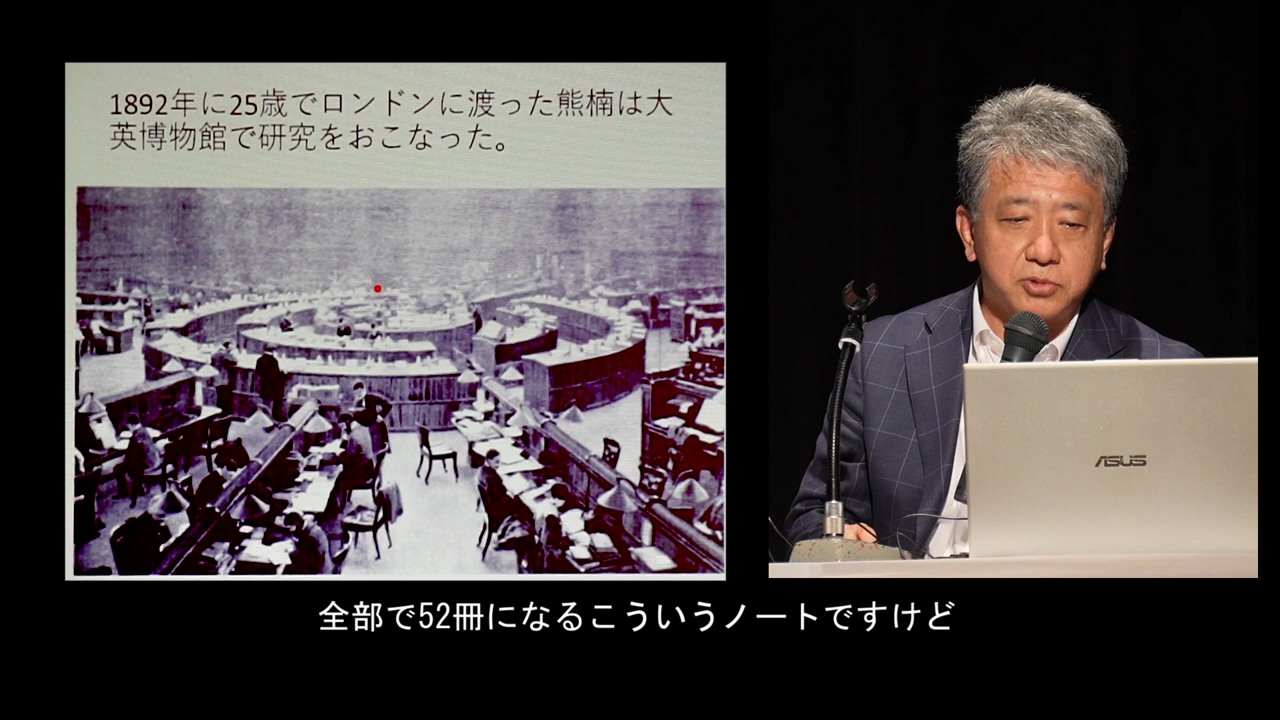 1892年に25歳でロンドンに渡った熊楠は大
英博物館で研究をおこなった。
ASUS
全部で52冊になるこういうノートですけど